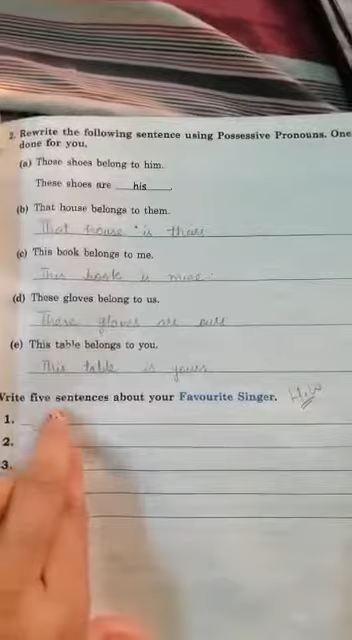 2. Rewrite the following sentence using Possessive Pronouns. One
done for you.
(a) Those shoes belong to him.
These shoes are his.
(b) That house belongs to them.
That house is theirs
(c) This book belongs to me.
This book is mine.
(d) These gloves belong to us.
These gloves are ours
(e) This table belongs to you.
This table is yours
Write five sentences about your Favourite Singer. H.W
1.
2.
3.